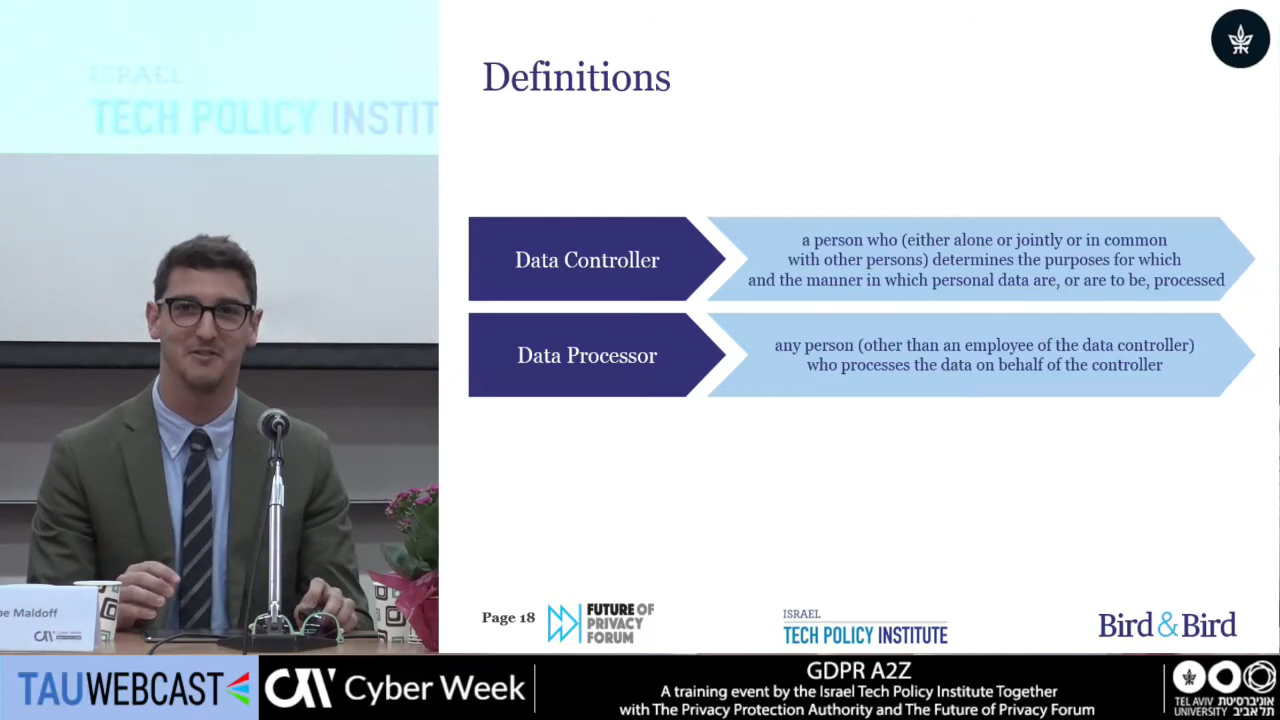 ISRAEL
TECH POLICY INSTIT
Definitions
Data Controller
a person who (either alone or jointly or in common
with other persons) determines the purposes for which
and the manner in which personal data are, or are to be, processed
Data Processor
any person (other than an employee of the data controller)
who processes the data on behalf of the controller
be Maldoff
Cyber Week
Page 18
FUTURE OF
PRIVACY
FORUM
ISRAEL
TECH POLICY INSTITUTE
Bird & Bird
TAUWEBCAST
Cyber Week
GDPR A2Z
A training event by the Israel Tech Policy Institute Together
with The Privacy Protection Authority and The Future of Privacy Forum
TEL AVIV אוניברסיטת
UNIVERSITY תל אביב